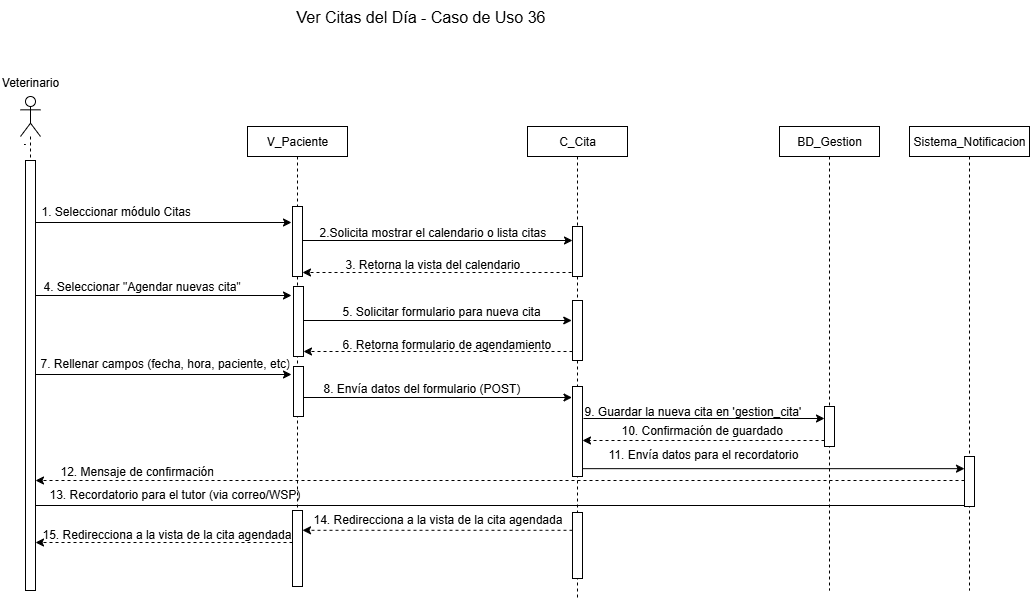 Ver Citas del Día - Caso de Uso 36
Veterinario
V_Paciente
C_Cita
BD_Gestion
Sistema_Notificacion
1. Seleccionar módulo Citas
2.Solicita mostrar el calendario o lista citas
3. Retorna la vista del calendario
4. Seleccionar "Agendar nuevas cita"
5. Solicitar formulario para nueva cita
6. Retorna formulario de agendamiento
7. Rellenar campos (fecha, hora, paciente, etc)
8. Envía datos del formulario (POST)
9. Guardar la nueva cita en 'gestion_cita'
10. Confirmación de guardado
11. Envía datos para el recordatorio
12. Mensaje de confirmación
13. Recordatorio para el tutor (via correo/WSP)
14. Redirecciona a la vista de la cita agendada
15. Redirecciona a la vista de la cita agendada